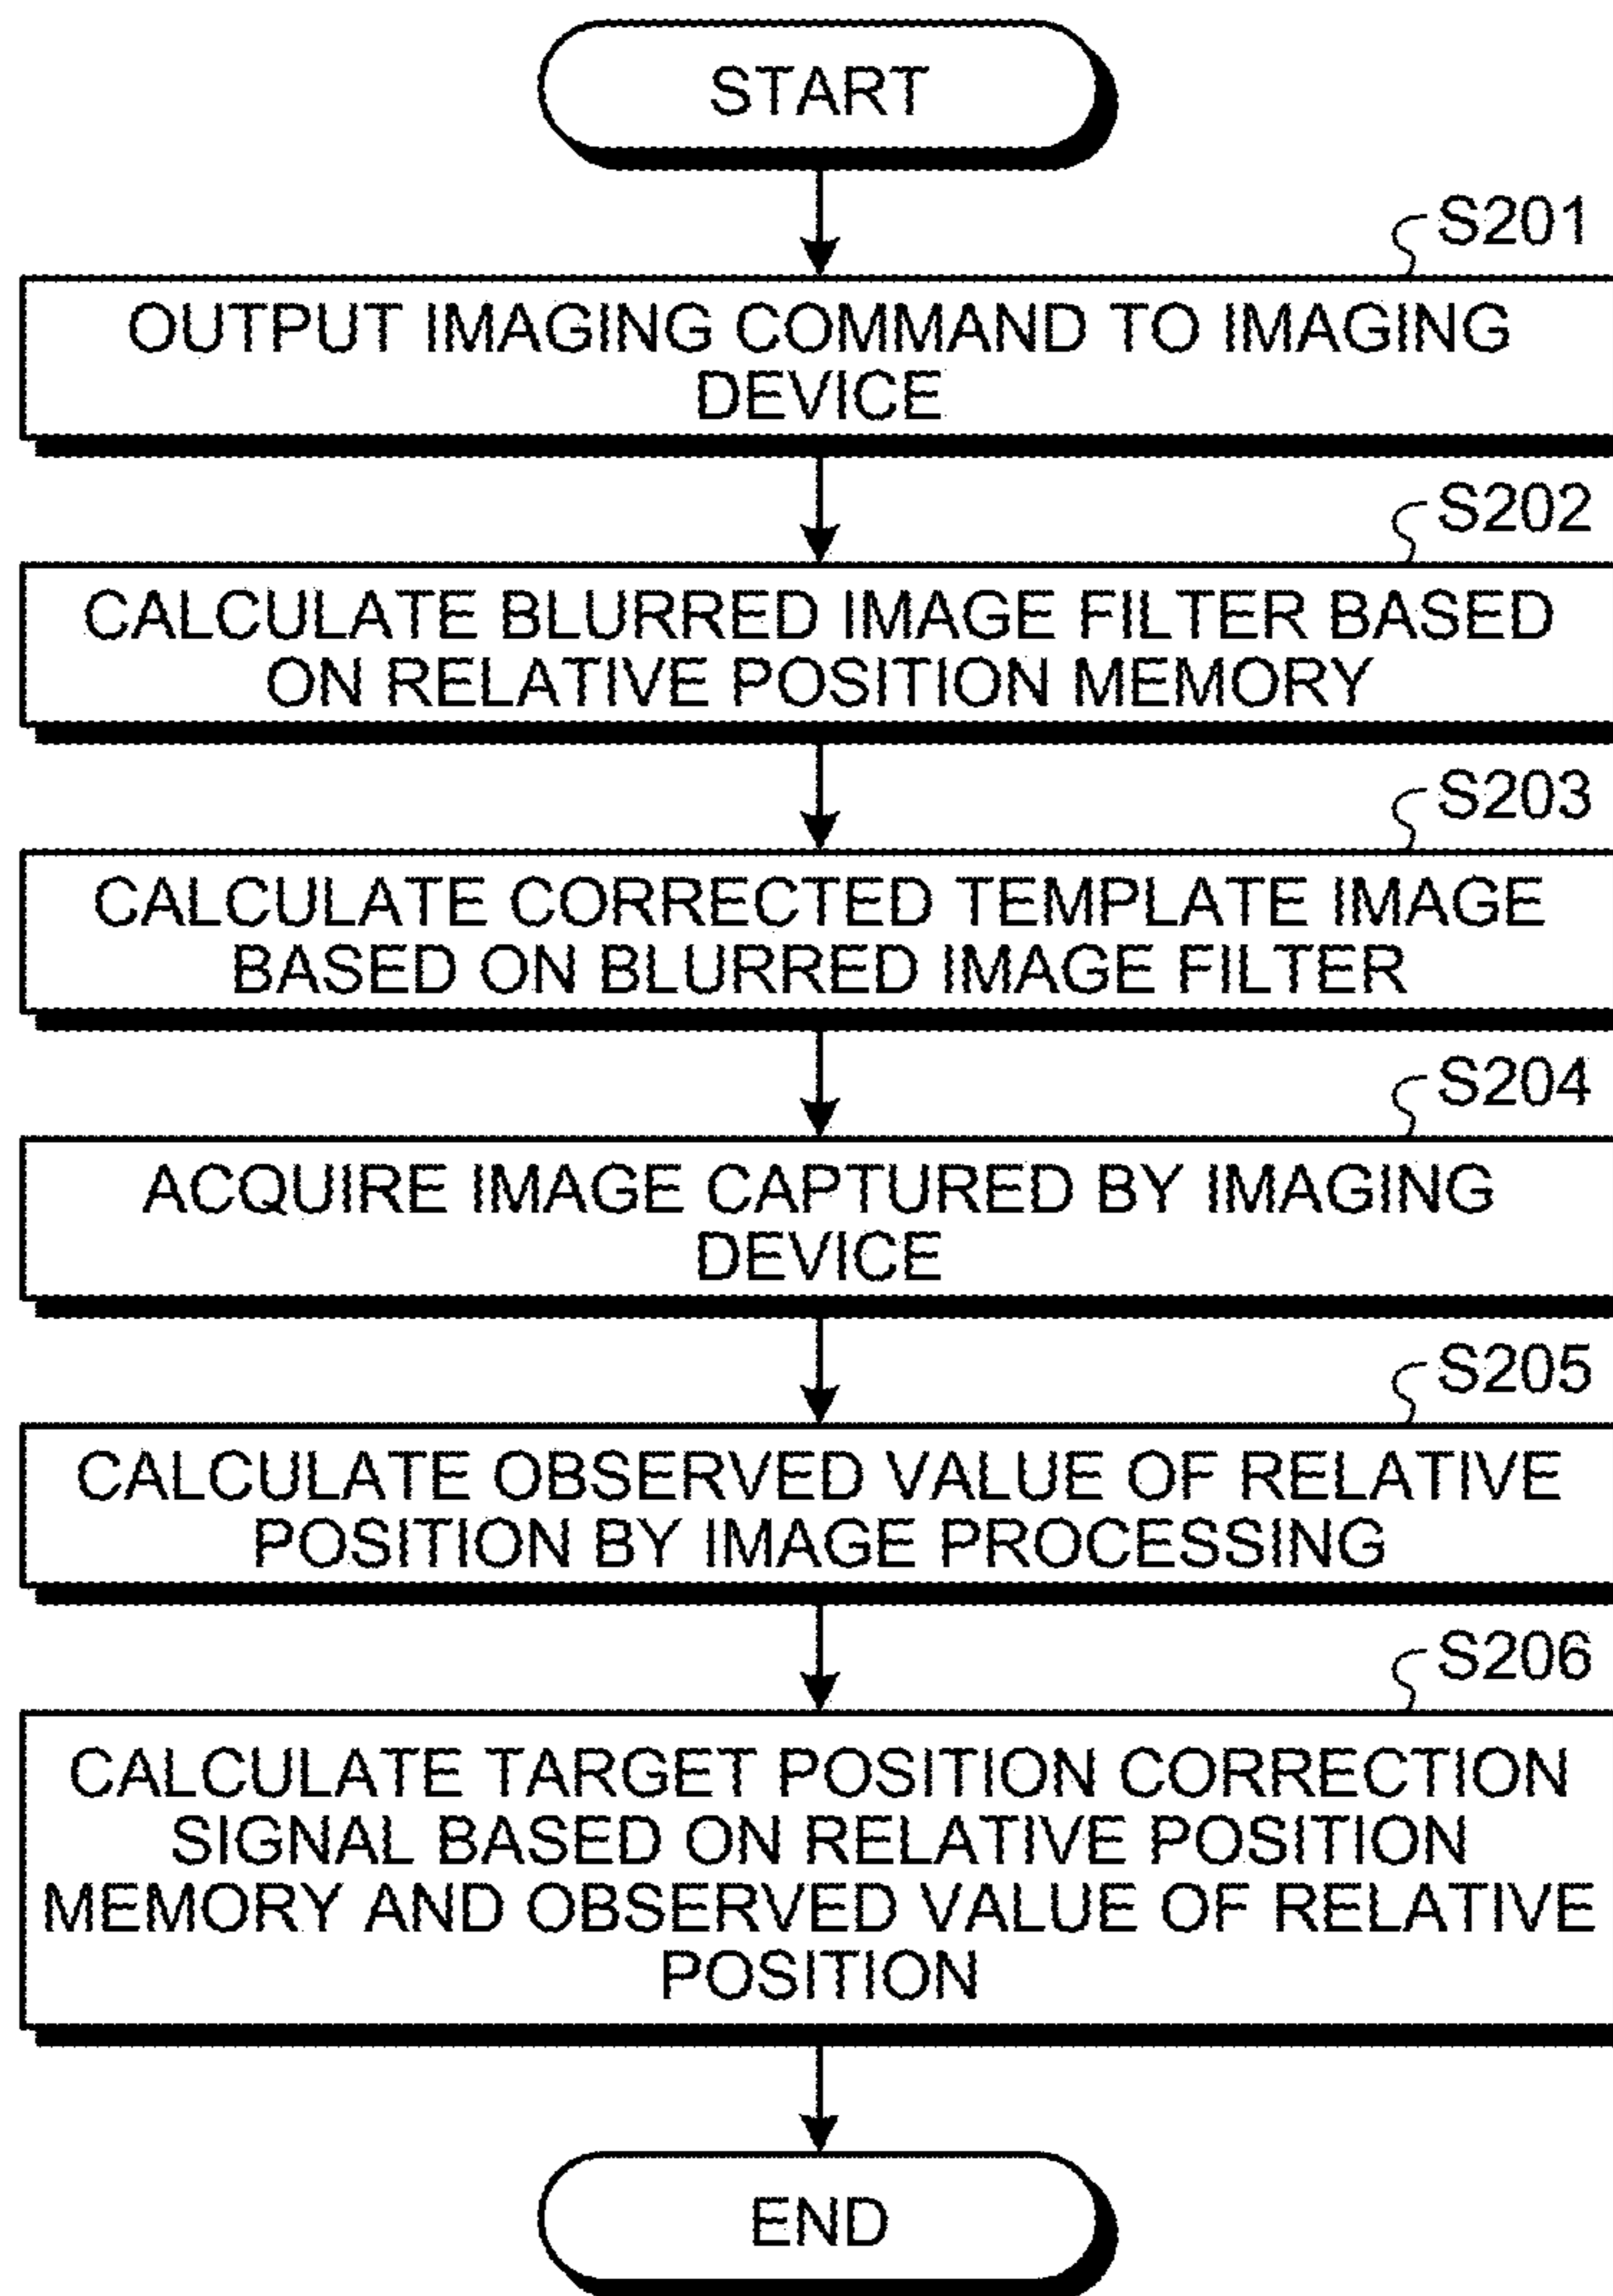 START
S201
OUTPUT IMAGING COMMAND TO IMAGING
DEVICE
S202
CALCULATE BLURRED IMAGE FILTER BASED
ON RELATIVE POSITION MEMORY
S203
CALCULATE CORRECTED TEMPLATE IMAGE
BASED ON BLURRED IMAGE FILTER
S204
ACQUIRE IMAGE CAPTURED BY IMAGING
DEVICE
S205
CALCULATE OBSERVED VALUE OF RELATIVE
POSITION BY IMAGE PROCESSING
S206
CALCULATE TARGET POSITION CORRECTION
SIGNAL BASED ON RELATIVE POSITION
MEMORY AND OBSERVED VALUE OF RELATIVE
POSITION
END